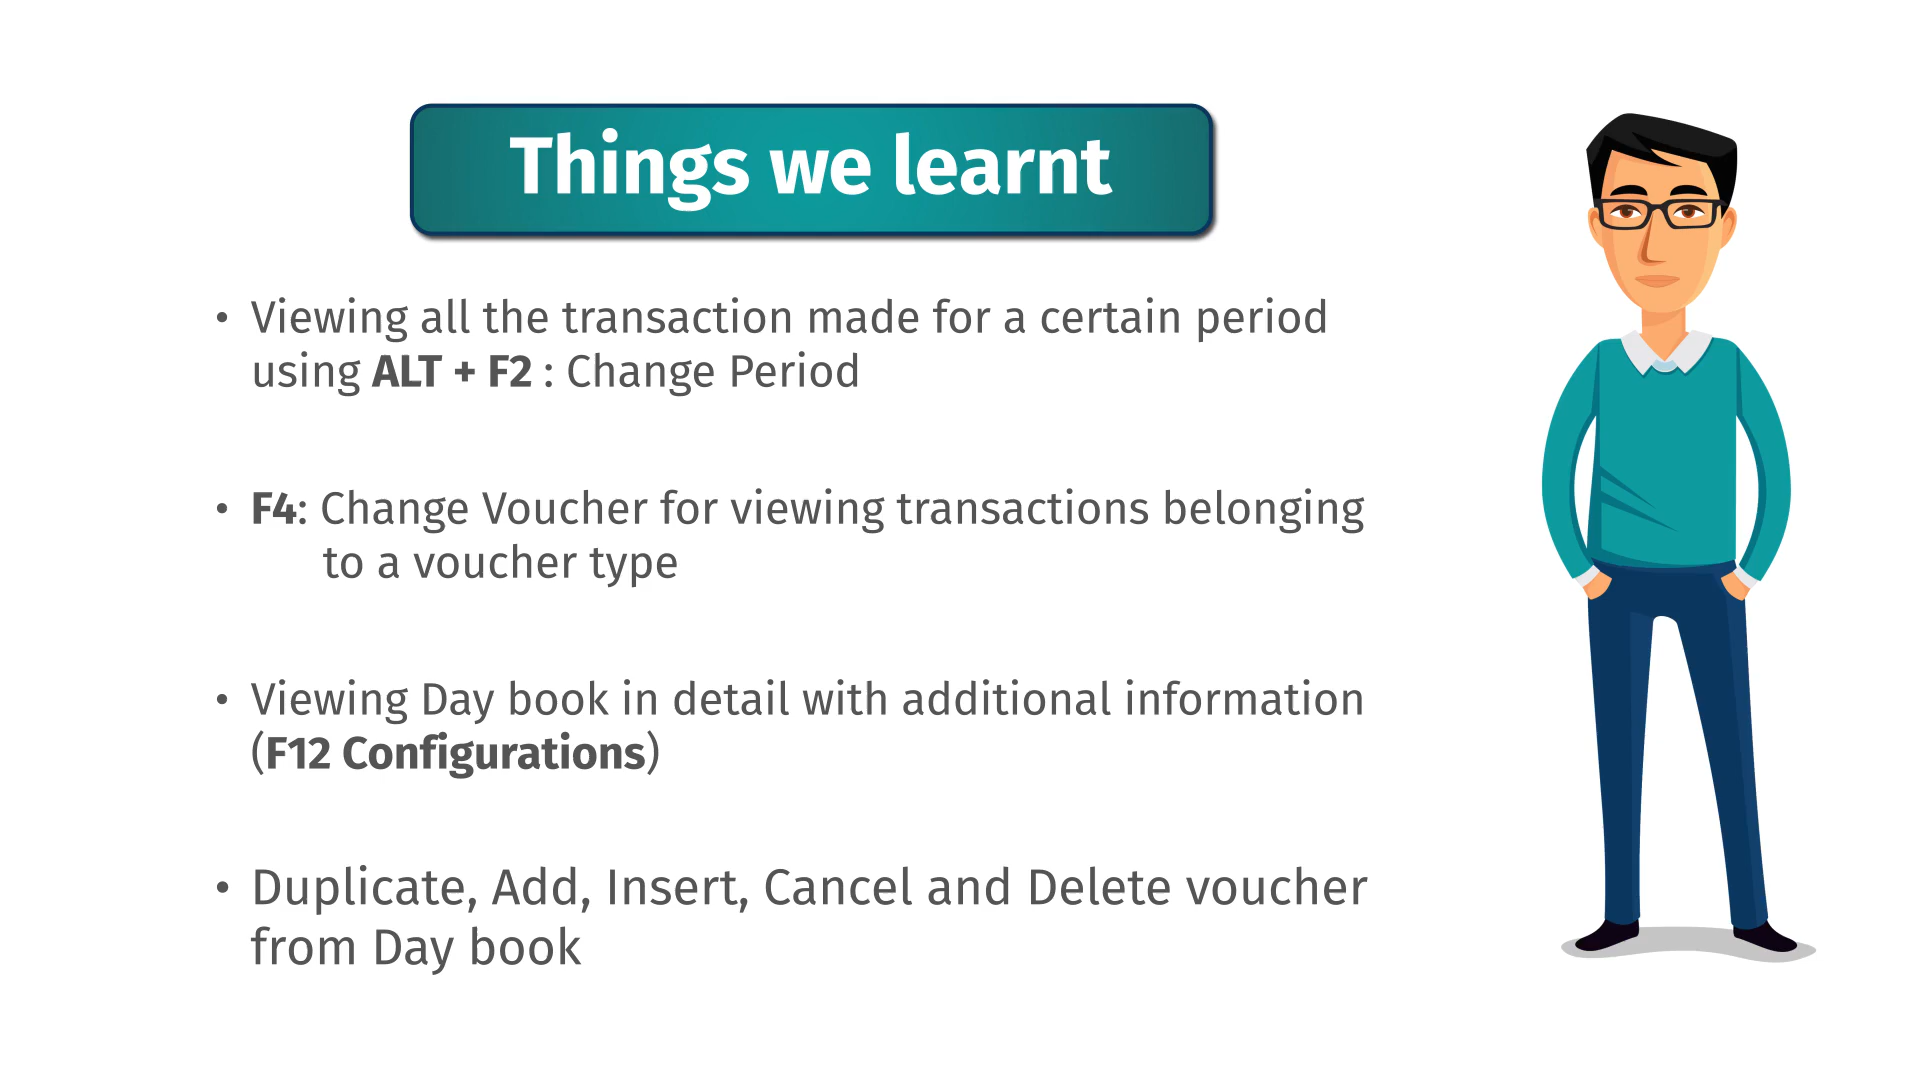 Things we learnt
• Viewing all the transaction made for a certain period
using ALT + F2 : Change Period
• F4: Change Voucher for viewing transactions belonging
to a voucher type
• Viewing Day book in detail with additional information
(F12 Configurations)
• Duplicate, Add, Insert, Cancel and Delete voucher
from Day book